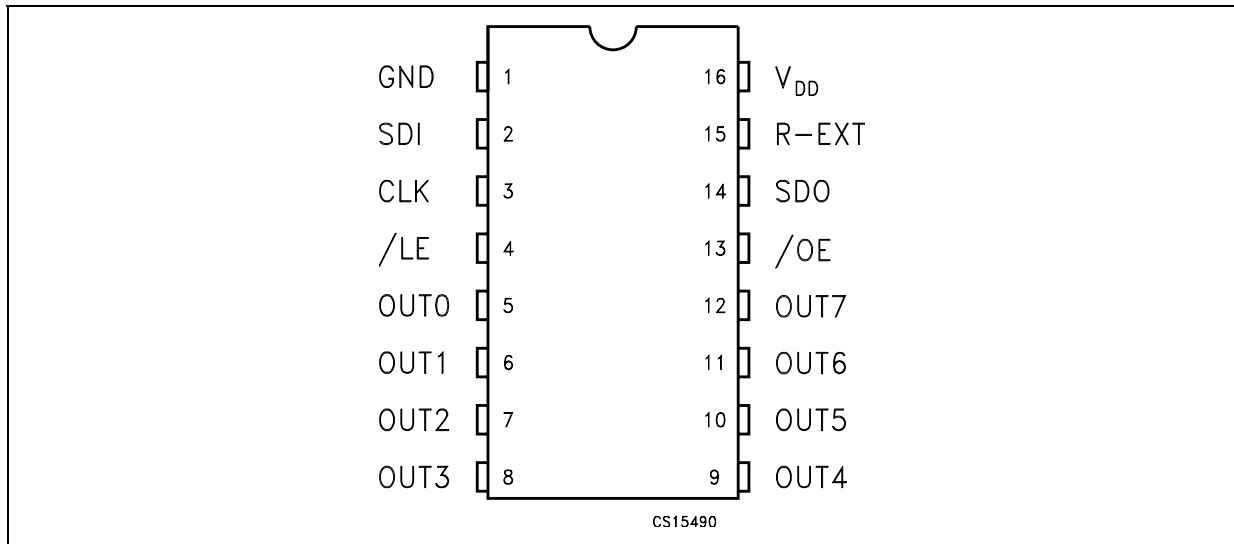 GND 1 16 V_DD
SDI 2 15 R-EXT
CLK 3 14 SDO
/LE 4 13 /OE
OUT0 5 12 OUT7
OUT1 6 11 OUT6
OUT2 7 10 OUT5
OUT3 8 9 OUT4
CS15490